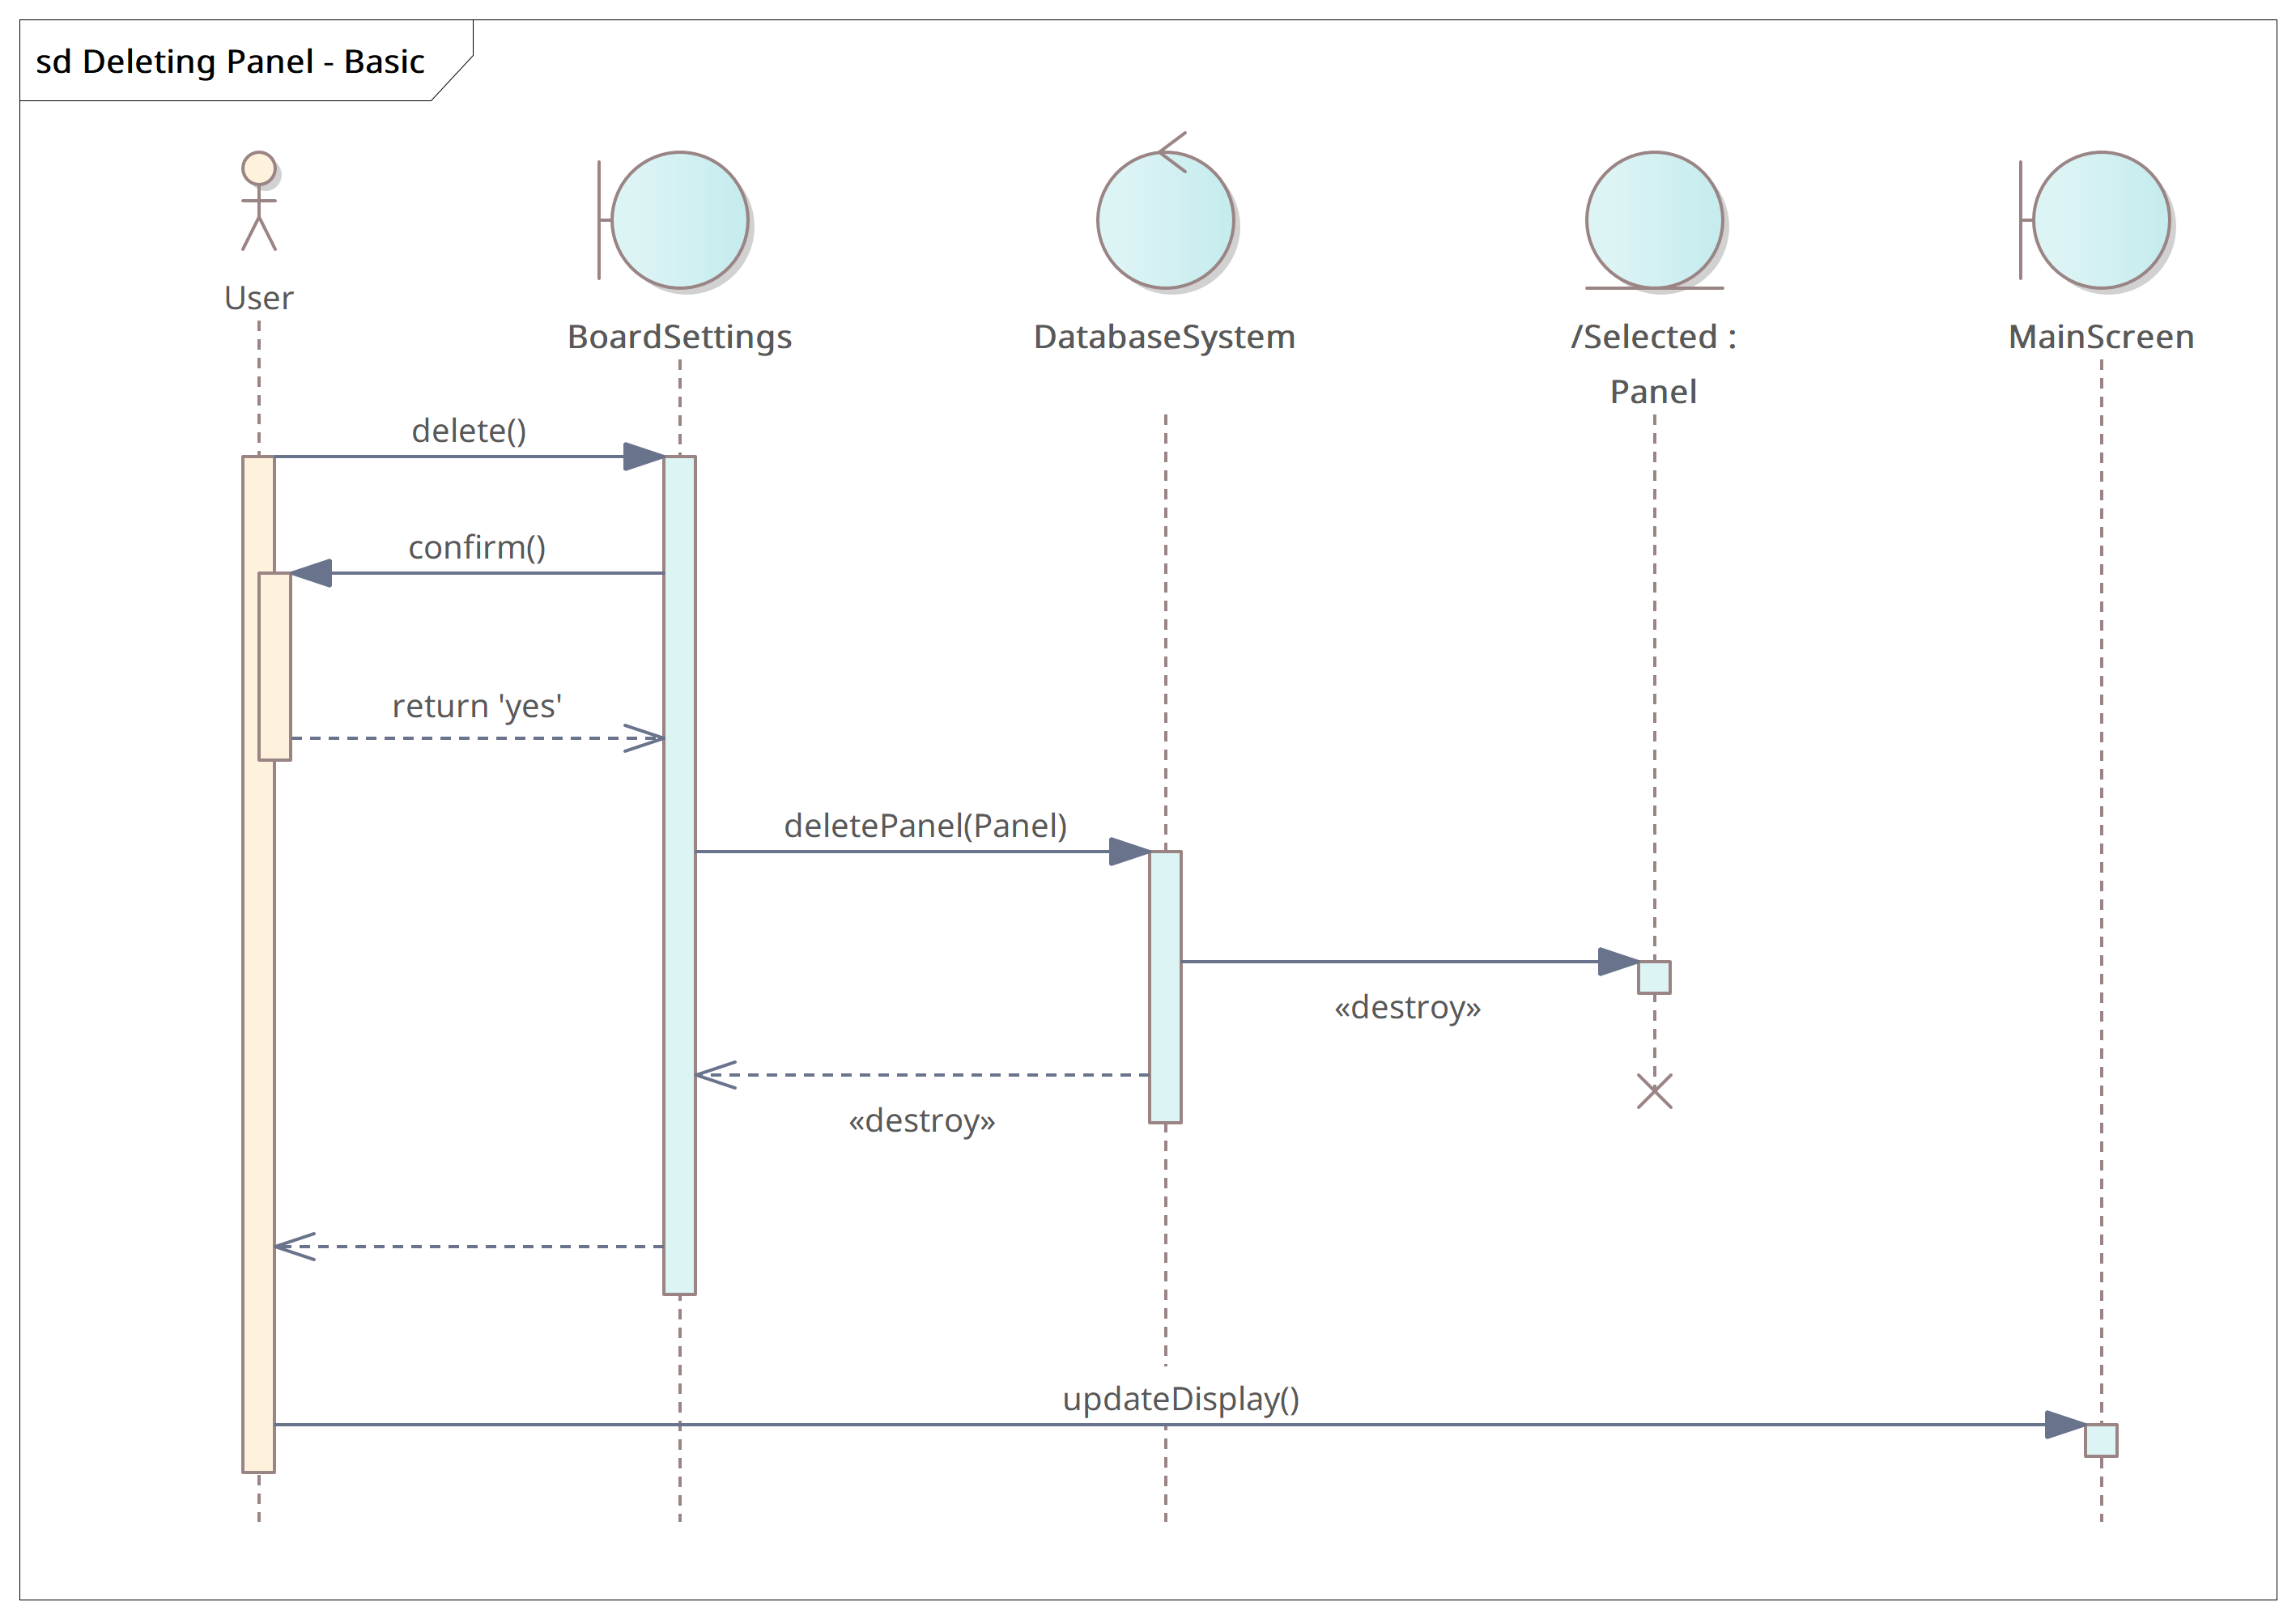 sd Deleting Panel - Basic
User
BoardSettings
DatabaseSystem
/Selected :
Panel
MainScreen
delete()
confirm()
return 'yes'
deletePanel(Panel)
«destroy»
«destroy»
updateDisplay()